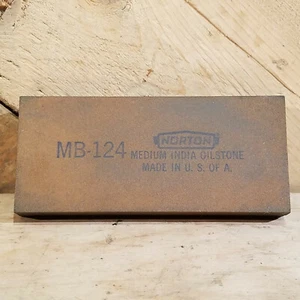 NORTON
MB-124 MEDIUM INDIA OILSTONE
MADE IN U. S. OF A.